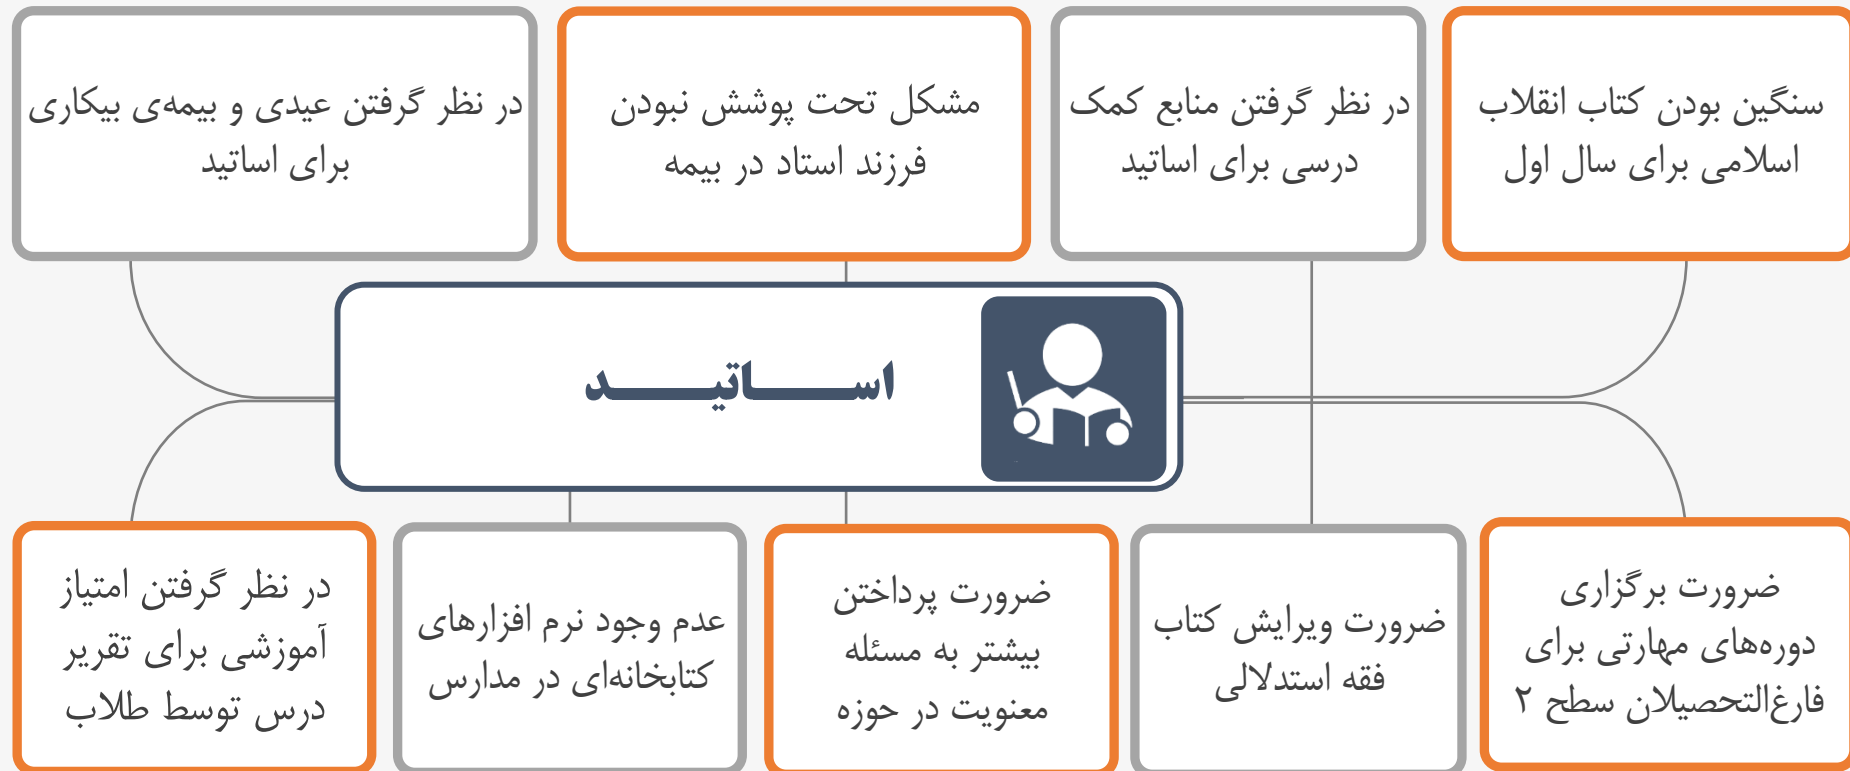 سنگین بودن کتاب انقلاب
اسلامی برای سال اول
در نظر گرفتن منابع کمک
درسی برای اساتید
مشکل تحت پوشش نبودن
فرزند استاد در بیمه
در نظر گرفتن عیدی و بیمه‌ی بیکاری
برای اساتید
اســـــاتیـــــــد
ضرورت برگزاری
دوره‌های مهارتی برای
فارغ‌التحصیلان سطح ۲
ضرورت ویرایش کتاب
فقه استدلالی
ضرورت پرداختن
بیشتر به مسئله
معنویت در حوزه
عدم وجود نرم افزارهای
کتابخانه‌ای در مدارس
در نظر گرفتن امتیاز
آموزشی برای تقریر
درس توسط طلاب